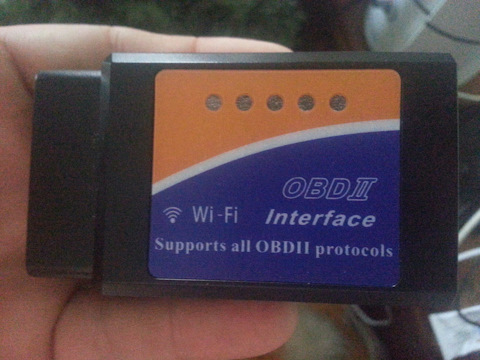 OBDII
Wi-Fi Interface
Supports all OBDII protocols